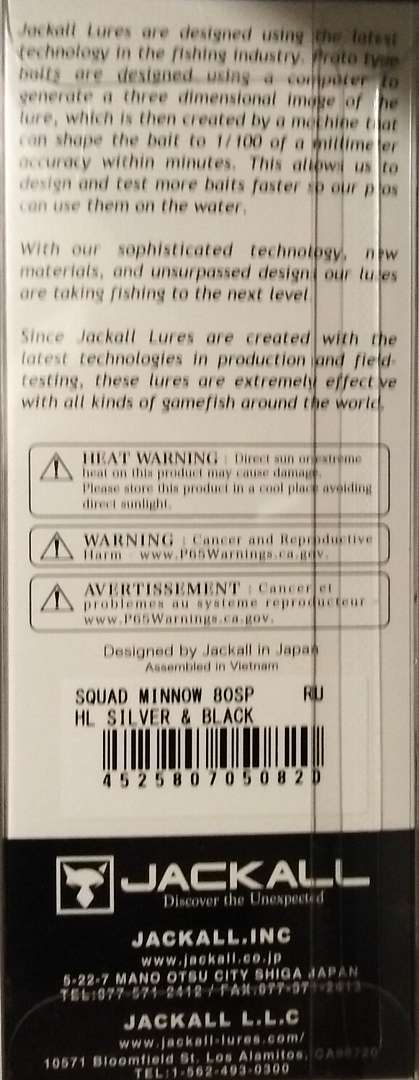 Jackall Lures are designed using the latest
technology in the fishing industry. Proto type
baits are designed using a computer to
generate a three dimensional image of the
lure, which is then created by a machine that
can shape the bait to 1/100 of a millimeter
accuracy within minutes. This allows us to
design and test more baits faster so our pros
can use them on the water.
With our sophisticated technology, new
materials, and unsurpassed designs our lures
are taking fishing to the next level.
Since Jackall Lures are created with the
latest technologies in production and field-
testing, these lures are extremely effective
with all kinds of gamefish around the world.
HEAT WARNING : Direct sun or extreme
heat on this product may cause damage.
Please store this product in a cool place avoiding
direct sunlight.
WARNING : Cancer and Reproductive
Harm - www.P65Warnings.ca.gov.
AVERTISSEMENT : Cancer et
problemes au systeme reproducteur -
www.P65Warnings.ca.gov.
Designed by Jackall in Japan
Assembled in Vietnam
SQUAD MINNOW 80SP RU
HL SILVER & BLACK
4525807050820
JACKALL
Discover the Unexpected
JACKALL.INC
www.jackall.co.jp
5-22-7 MANO OTSU CITY SHIGA JAPAN
TEL:077-571-2412 / FAX:077-571-2413
JACKALL L.L.C
www.jackall-lures.com/
10571 Bloomfield St. Los Alamitos, CA90720
TEL:1-562-493-0300